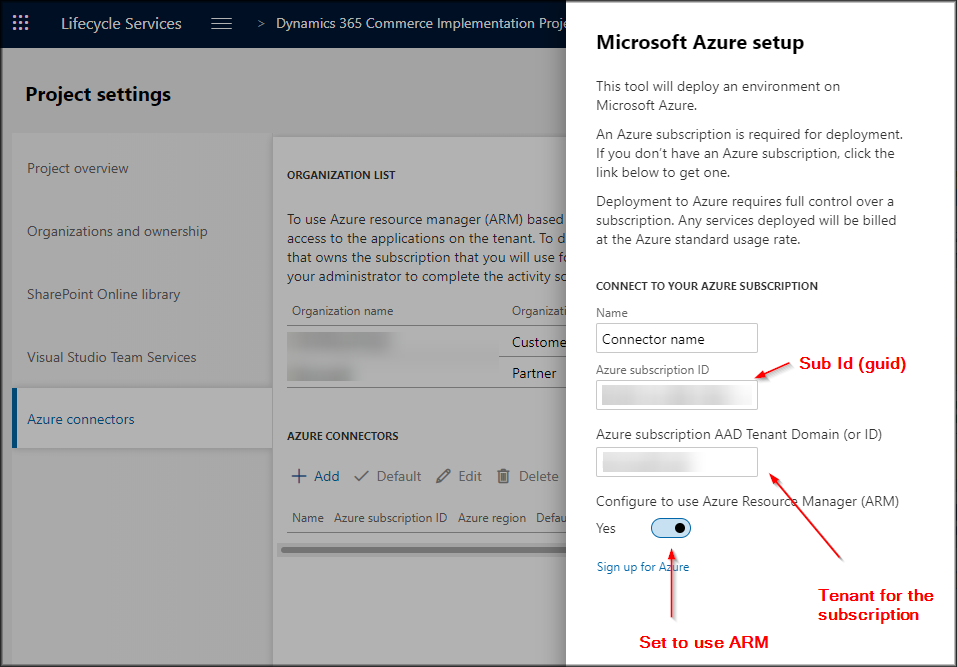 Lifecycle Services
> Dynamics 365 Commerce Implementation Proje
Project settings
Project overview
Organizations and ownership
SharePoint Online library
Visual Studio Team Services
Azure connectors
ORGANIZATION LIST
To use Azure resource manager (ARM) based
access to the applications on the tenant. To d
that owns the subscription that you will use fo
your administrator to complete the activity so
Organization name Organizati
Custome
Partner
AZURE CONNECTORS
Add Default Edit Delete
Name Azure subscription ID Azure region Defau
Microsoft Azure setup
This tool will deploy an environment on
Microsoft Azure.
An Azure subscription is required for deployment.
If you don't have an Azure subscription, click the
link below to get one.
Deployment to Azure requires full control over a
subscription. Any services deployed will be billed
at the Azure standard usage rate.
CONNECT TO YOUR AZURE SUBSCRIPTION
Name
Connector name
Azure subscription ID
Sub Id (guid)
Azure subscription AAD Tenant Domain (or ID)
Configure to use Azure Resource Manager (ARM)
Yes
Sign up for Azure
Tenant for the
subscription
Set to use ARM